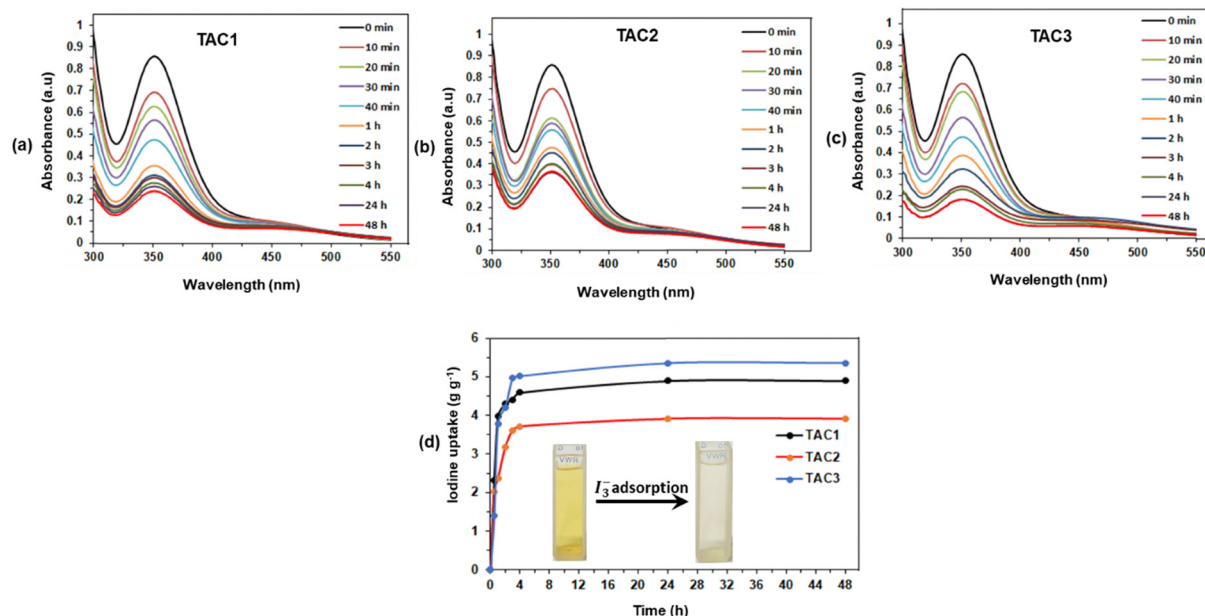 (a)
TAC1
Absorbance (a.u)
1
0.9
0.8
0.7
0.6
0.5
0.4
0.3
0.2
0.1
0
300 350 400 450 500 550
Wavelength (nm)
0 min
10 min
20 min
30 min
40 min
1 h
2 h
3 h
4 h
24 h
48 h
(b)
TAC2
Absorbance (a.u)
1
0.9
0.8
0.7
0.6
0.5
0.4
0.3
0.2
0.1
0
300 350 400 450 500 550
Wavelength (nm)
0 min
10 min
20 min
30 min
40 min
1 h
2 h
3 h
4 h
24 h
48 h
(c)
TAC3
Absorbance (a.u)
1
0.9
0.8
0.7
0.6
0.5
0.4
0.3
0.2
0.1
0
300 350 400 450 500 550
Wavelength (nm)
0 min
10 min
20 min
30 min
40 min
1 h
2 h
3 h
4 h
24 h
48 h
(d)
Iodine uptake (g g⁻¹)
6
5
4
3
2
1
0
0 4 8 12 16 20 24 28 32 36 40 44 48
Time (h)
TAC1
TAC2
TAC3
VWR
I₃⁻ adsorption
VWR